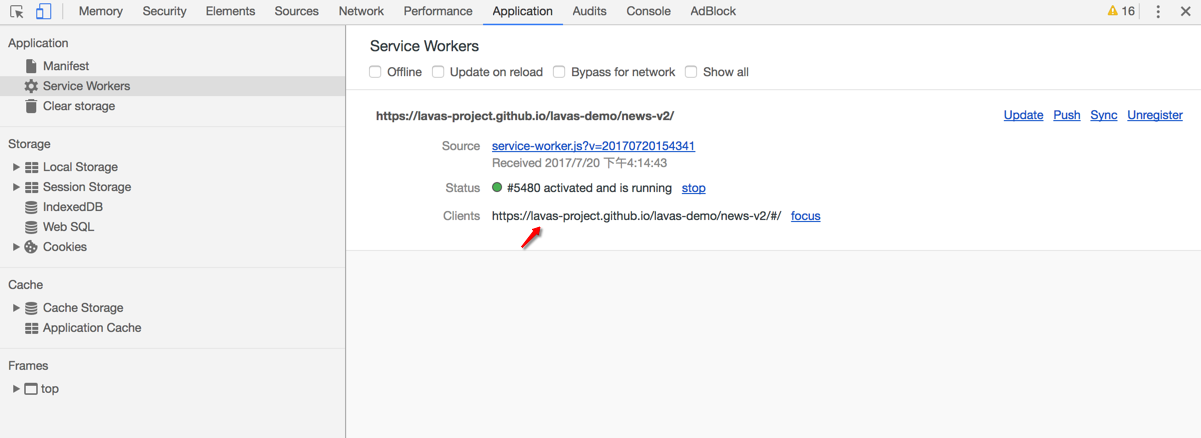 Memory Security Elements Sources Network Performance Application Audits Console AdBlock 16
Application
Manifest
Service Workers
Clear storage
Storage
Local Storage
Session Storage
IndexedDB
Web SQL
Cookies
Cache
Cache Storage
Application Cache
Frames
top
Service Workers
Offline Update on reload Bypass for network Show all
https://lavas-project.github.io/lavas-demo/news-v2/ Update Push Sync Unregister
Source service-worker.js?v=20170720154341
Received 2017/7/20 下午4:14:43
Status #5480 activated and is running stop
Clients https://lavas-project.github.io/lavas-demo/news-v2/#/ focus